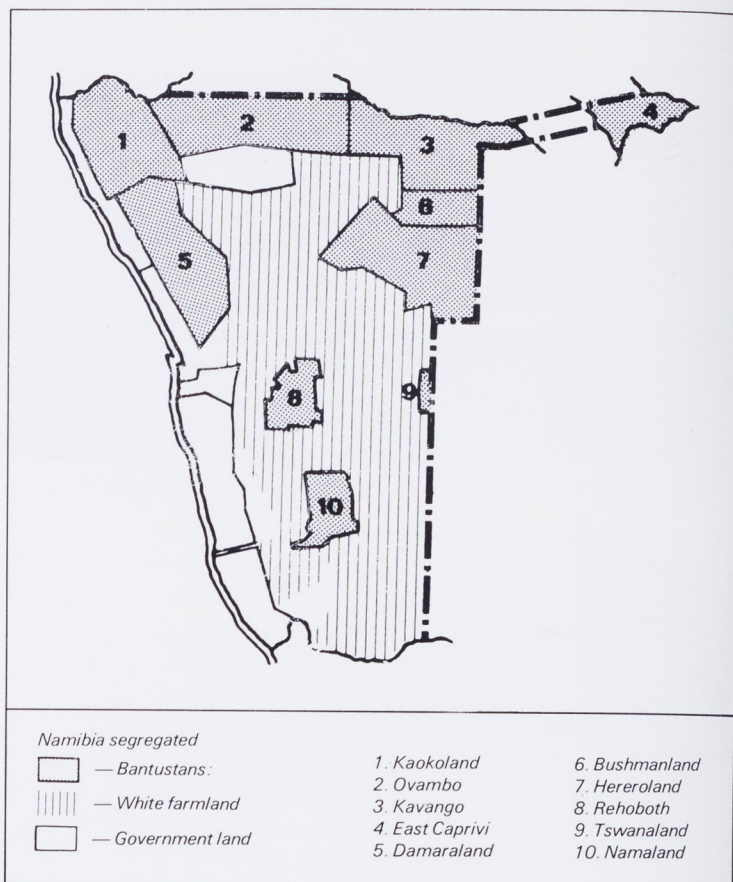 1
2
3
4
5
6
7
8
9
10
Namibia segregated
— Bantustans:
— White farmland
— Government land
1. Kaokoland
2. Ovambo
3. Kavango
4. East Caprivi
5. Damaraland
6. Bushmanland
7. Hereroland
8. Rehoboth
9. Tswanaland
10. Namaland